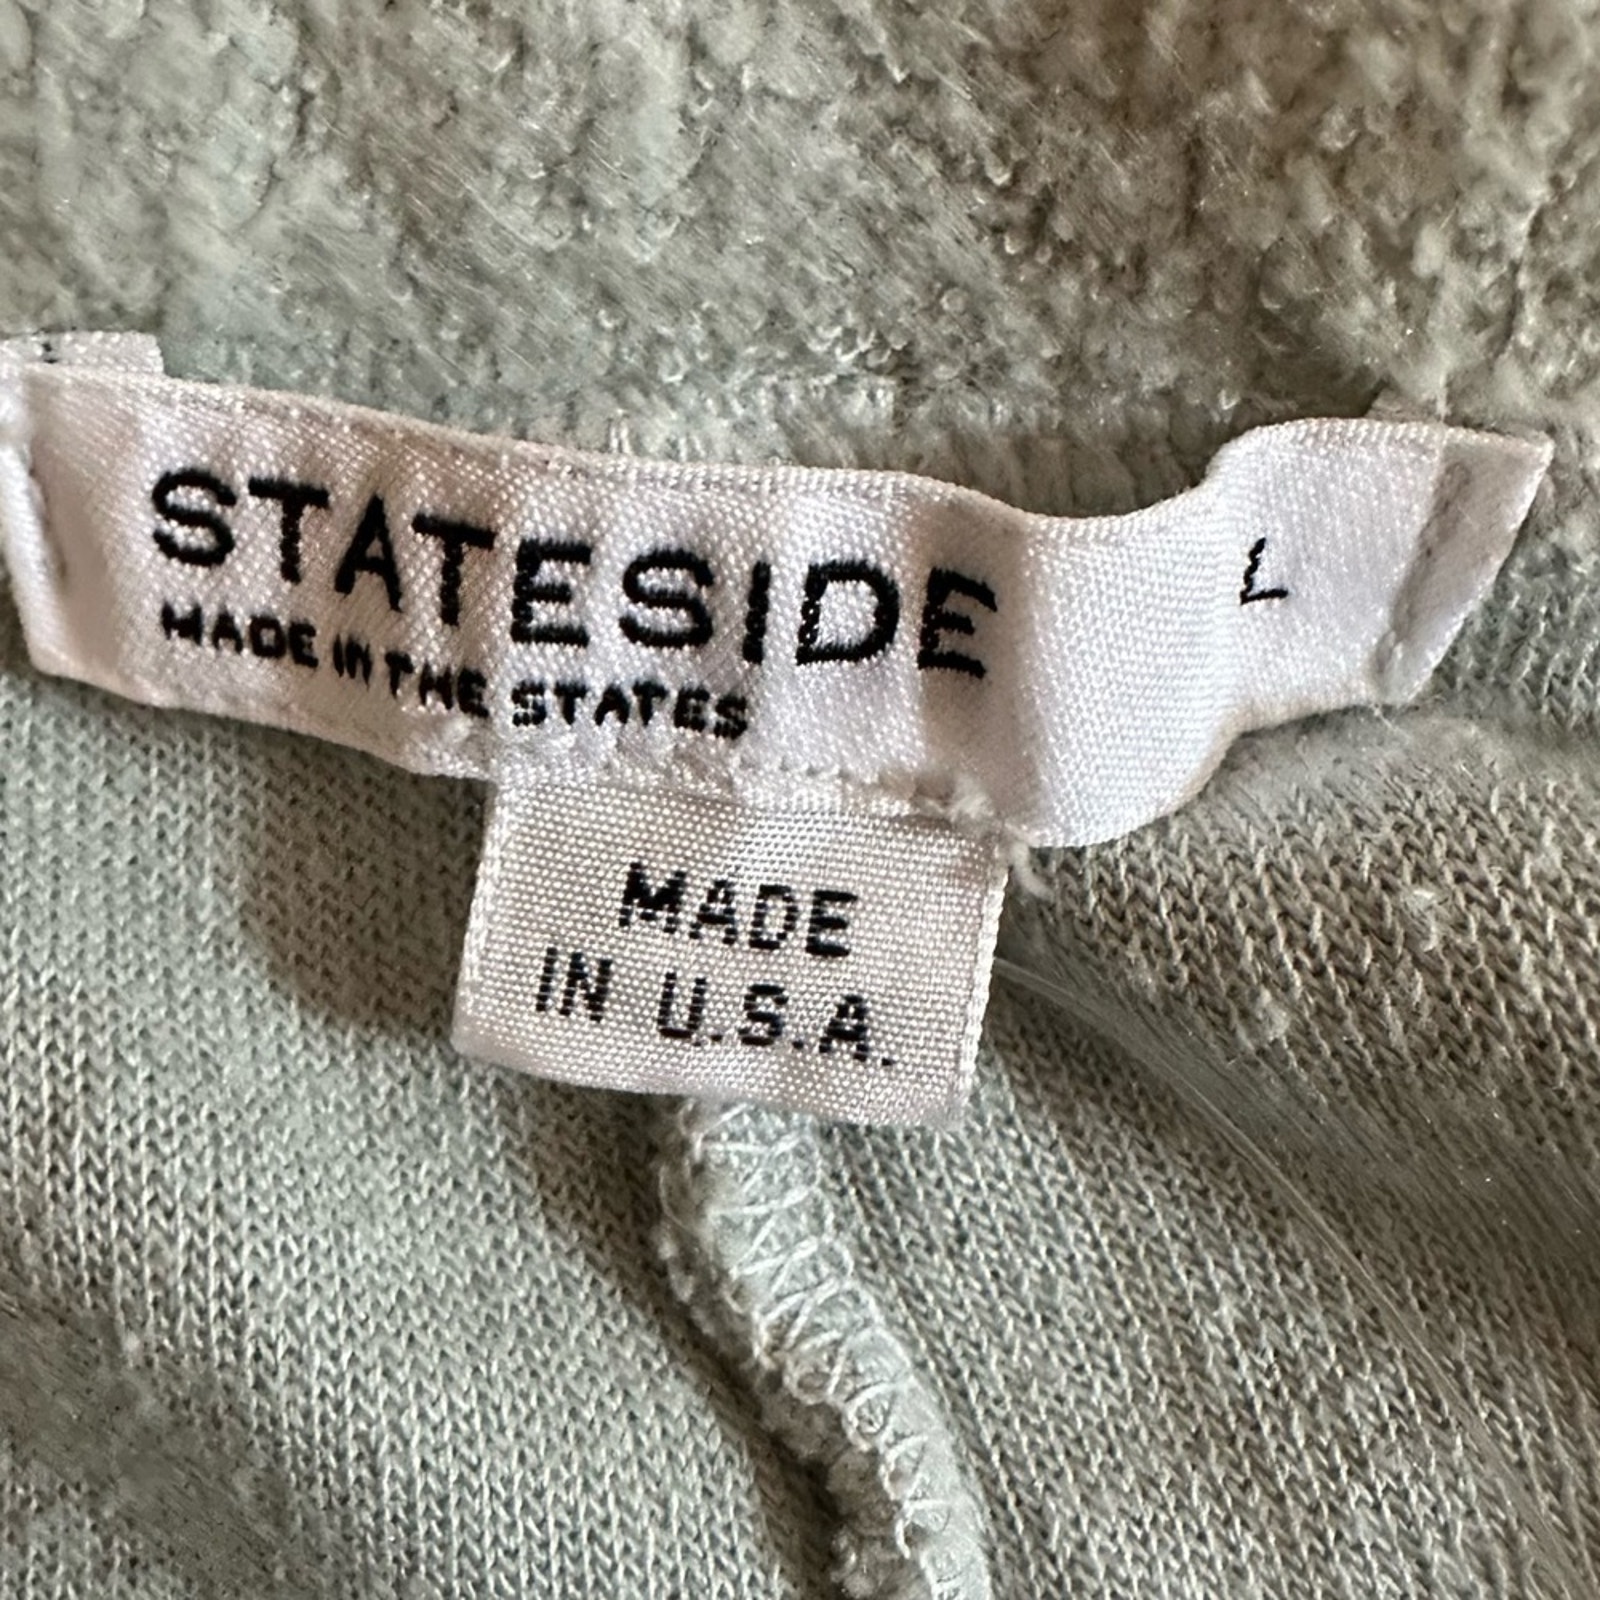 STATESIDE
MADE IN THE STATES
L
MADE
IN U.S.A.